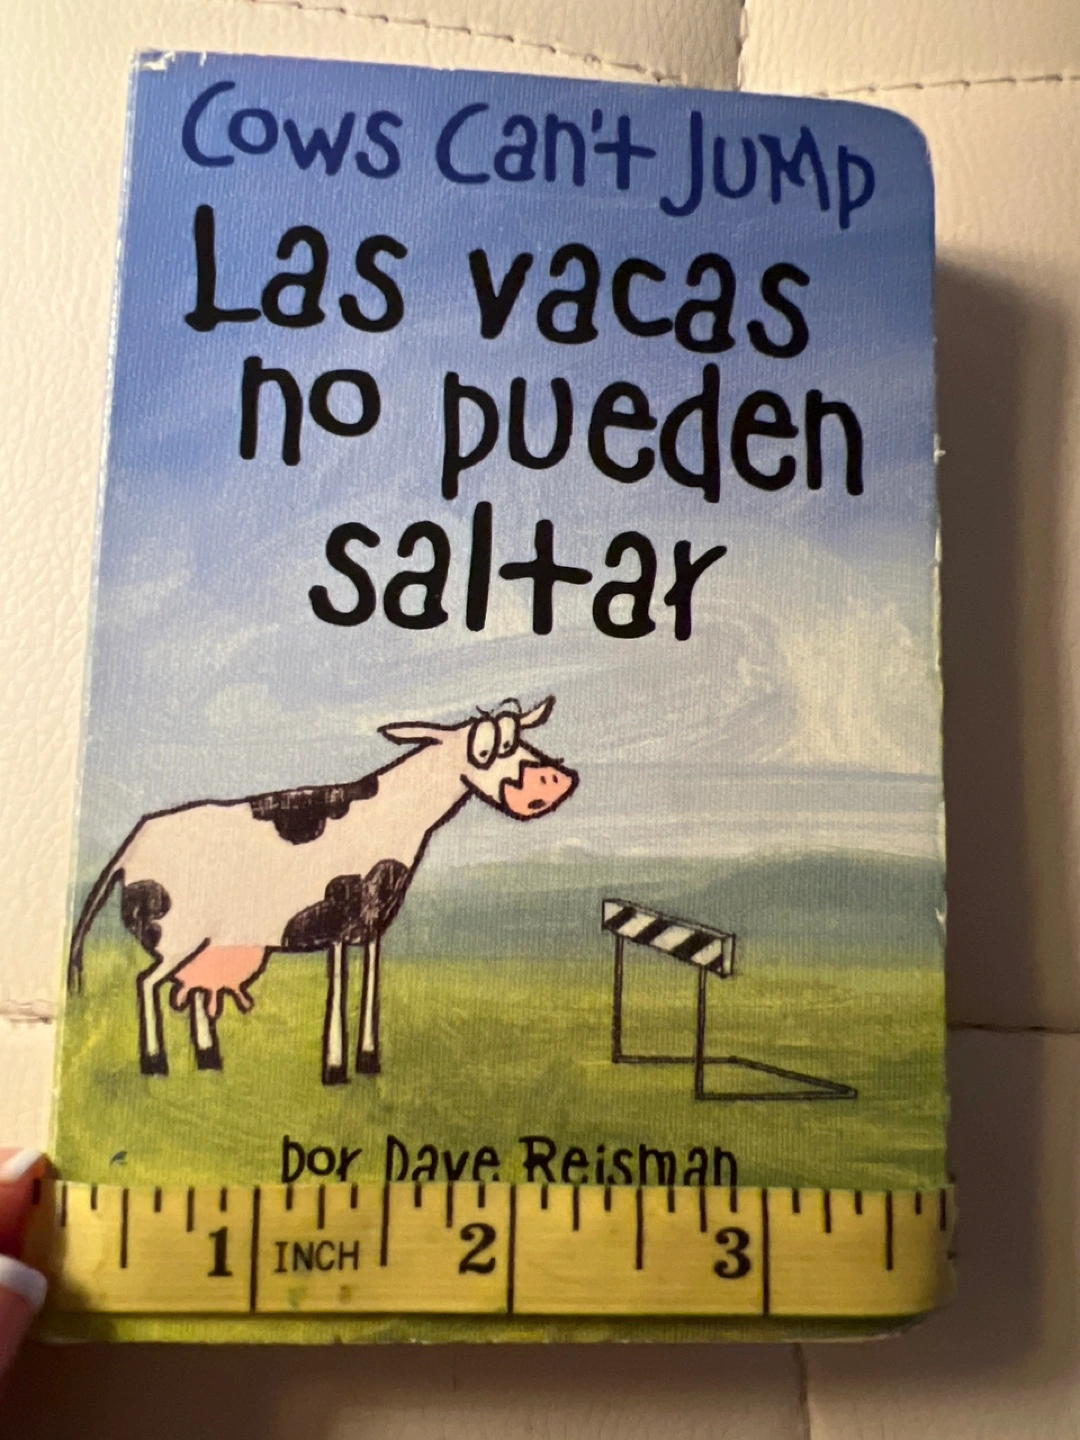 Cows Can't Jump
Las vacas
no pueden
saltar
por Dave Reisman
1 INCH 2 3